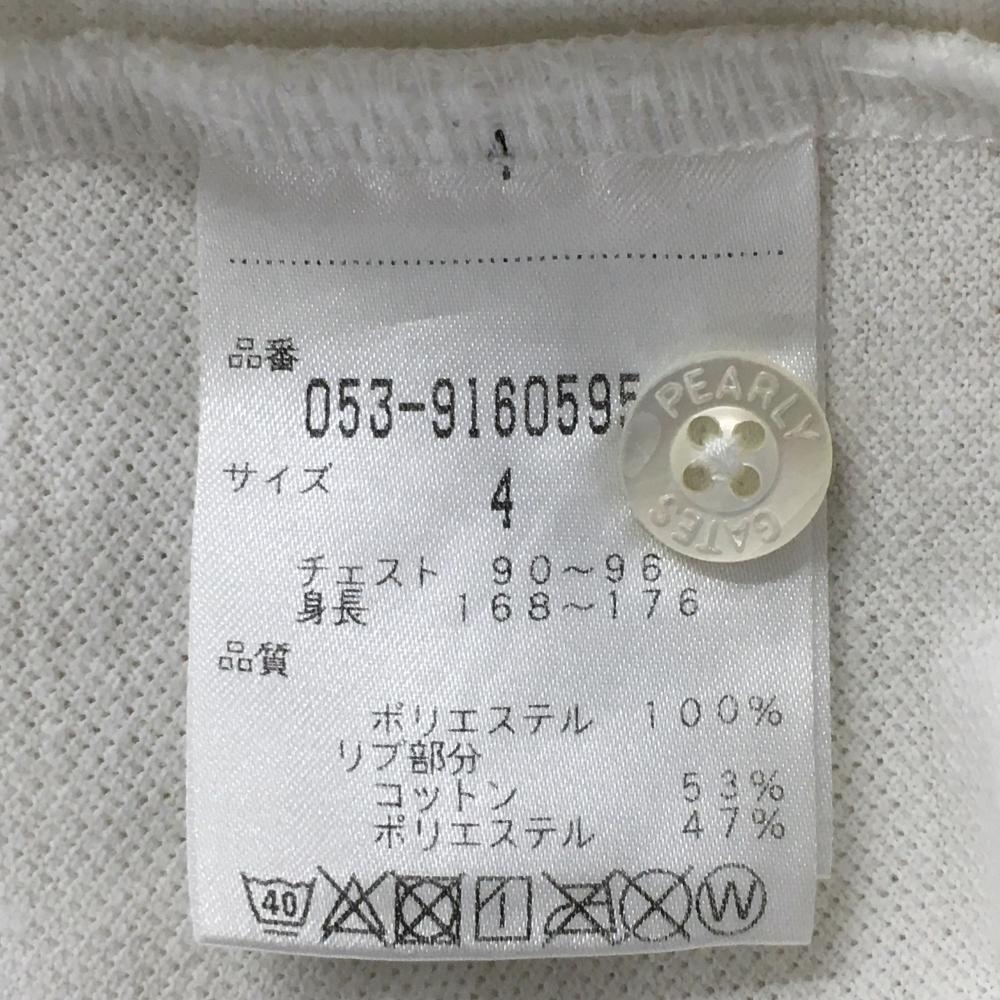 4
品番
053-9160595
サイズ
4
チェスト 90～96
身長 168～176
品質
ポリエステル 100%
リブ部分
コットン 53%
ポリエステル 47%
40 W
PEARLY
GATES